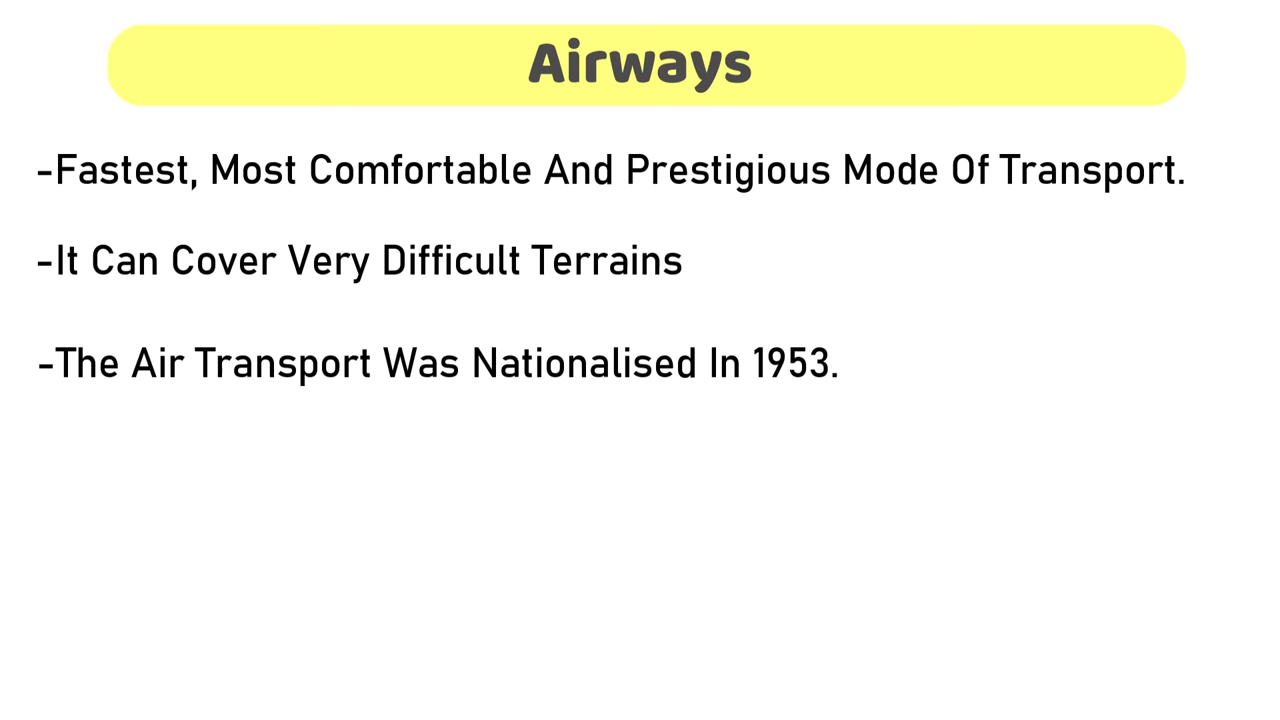 Airways
-Fastest, Most Comfortable And Prestigious Mode Of Transport.
-It Can Cover Very Difficult Terrains
-The Air Transport Was Nationalised In 1953.